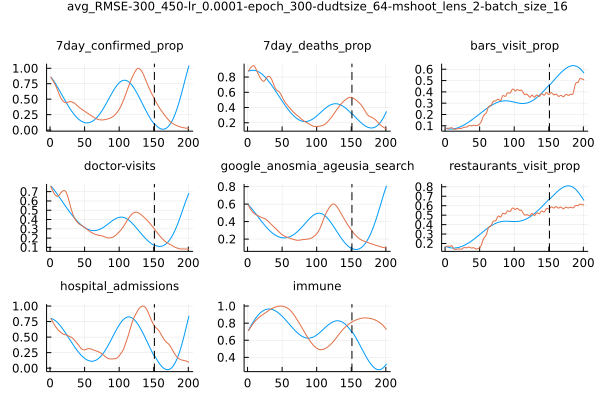 avg_RMSE-300_450-lr_0.0001-epoch_300-dudtsize_64-mshoot_lens_2-batch_size_16
7day_confirmed_prop
7day_deaths_prop
bars_visit_prop
1.00
0.75
0.50
0.25
0.00
0 50 100 150 200
0.8
0.6
0.4
0.2
0 50 100 150 200
0.6
0.5
0.4
0.3
0.2
0.1
0 50 100 150 200
doctor-visits
google_anosmia_ageusia_search
restaurants_visit_prop
0.7
0.6
0.5
0.4
0.3
0.2
0.1
0 50 100 150 200
0.8
0.6
0.4
0.2
0 50 100 150 200
0.8
0.7
0.6
0.5
0.4
0.3
0.2
0 50 100 150 200
hospital_admissions
immune
1.00
0.75
0.50
0.25
0.00
0 50 100 150 200
1.0
0.8
0.6
0.4
0 50 100 150 200